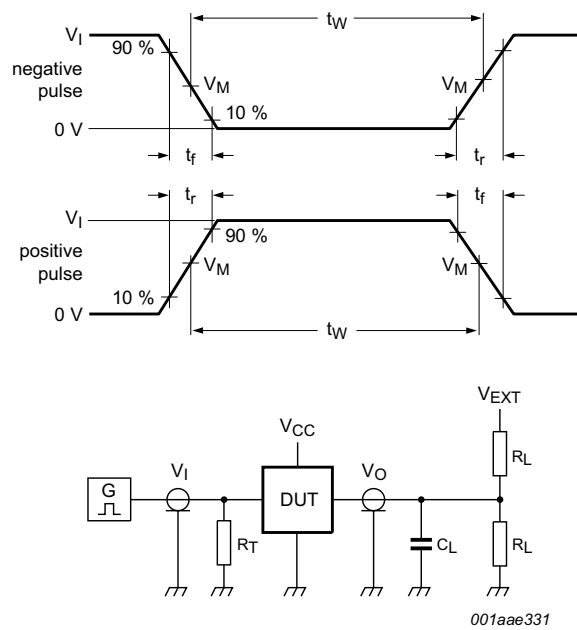 V_I
t_W
90 %
negative
pulse
V_M
V_M
10 %
0 V
t_f
t_r
t_r
t_f
V_I
90 %
positive
pulse
V_M
V_M
10 %
0 V
t_W
V_EXT
V_CC
R_L
V_I
V_O
G
DUT
R_T
C_L
R_L
001aae331